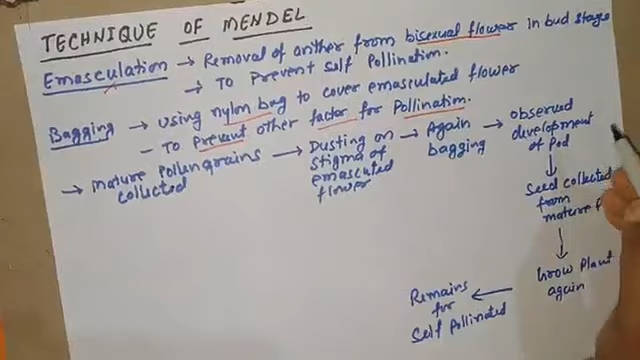 TECHNIQUE OF MENDEL
Emasculation → Removal of anther from bisexual flower in bud stage
→ To Prevent self Pollination.
Bagging → using nylon bag to cover emasculated flower
- To Prevent other factor for Pollination.
→ Mature Pollengrains collected → Dusting on stigma of emasculated flower → Again bagging → observed development of Pod
↓
Seed collected
from
mature
↓
Grow Plant
again
← Remains
for
Self Pollinated